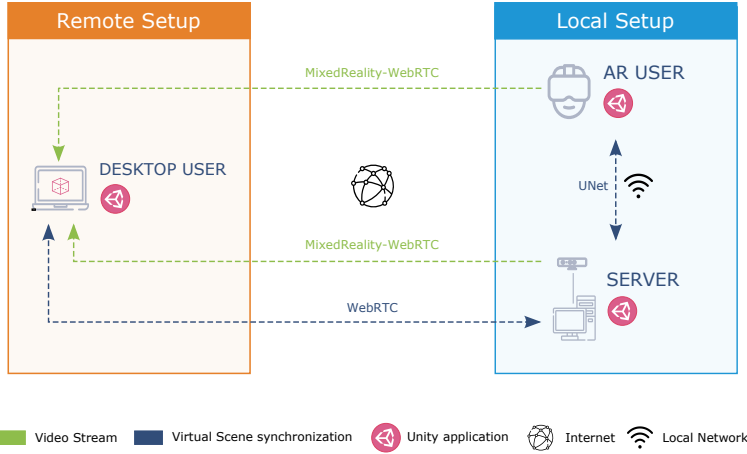 Remote Setup
Local Setup
MixedReality-WebRTC
AR USER
DESKTOP USER
UNet
MixedReality-WebRTC
SERVER
WebRTC
Video Stream
Virtual Scene synchronization
Unity application
Internet
Local Network